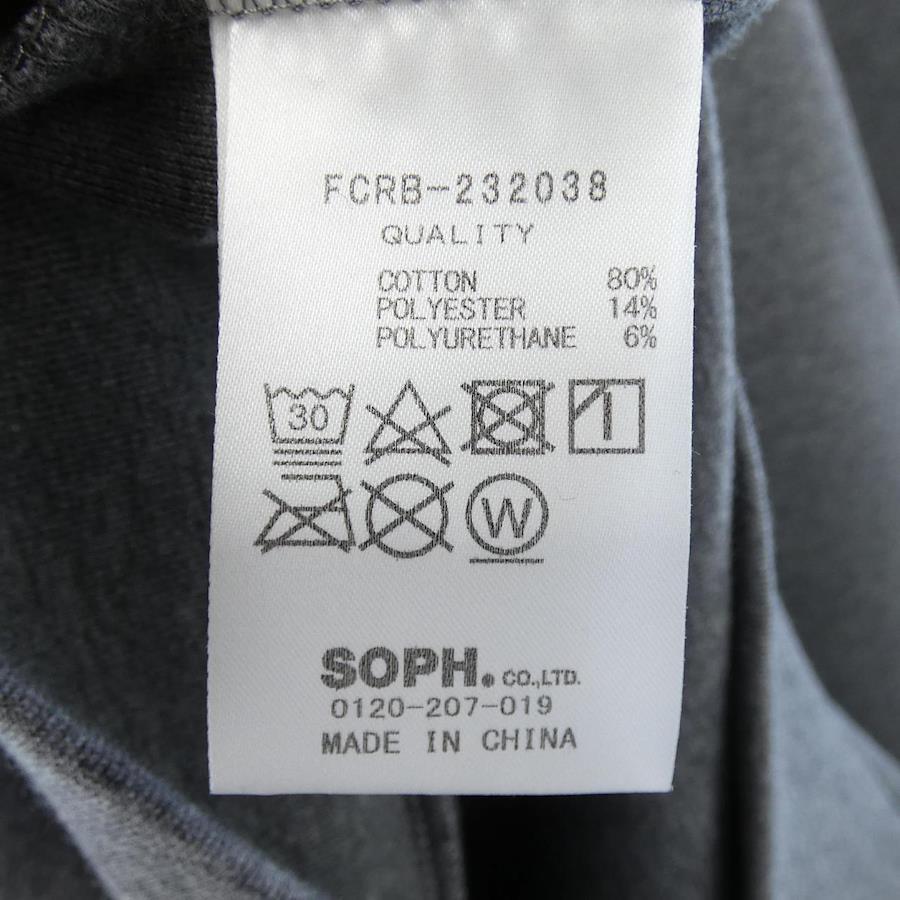 FCRB-232038
QUALITY
COTTON 80%
POLYESTER 14%
POLYURETHANE 6%
30
W
SOPH. CO.,LTD.
0120-207-019
MADE IN CHINA